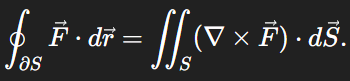 ∮_{∂S} F⃗ · dr⃗ = ∬_S (∇ × F⃗) · dS⃗.